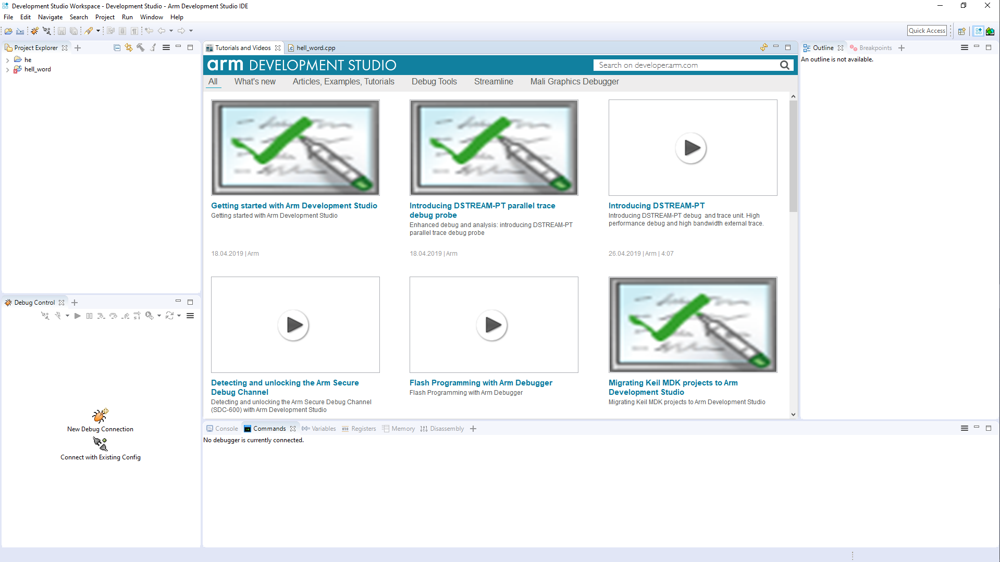 Development Studio Workspace - Development Studio - Arm Development Studio IDE
File Edit Navigate Search Project Run Window Help
Quick Access
Project Explorer
he
hell_word
Tutorials and Videos
hell_word.cpp
arm DEVELOPMENT STUDIO
Search on developer.arm.com
All What's new Articles, Examples, Tutorials Debug Tools Streamline Mali Graphics Debugger
Getting started with Arm Development Studio
Getting started with Arm Development Studio
18.04.2019 | Arm
Introducing DSTREAM-PT parallel trace
debug probe
Enhanced debug and analysis: introducing DSTREAM-PT
parallel trace debug probe
18.04.2019 | Arm
Introducing DSTREAM-PT
Introducing DSTREAM-PT debug and trace unit. High
performance debug and high bandwidth external trace.
26.04.2019 | Arm | 4:07
Detecting and unlocking the Arm Secure
Debug Channel
Detecting and unlocking the Arm Secure Debug Channel
(SDC-600) with Arm Development Studio
Flash Programming with Arm Debugger
Flash Programming with Arm Debugger
Migrating Keil MDK projects to Arm
Development Studio
Migrating Keil MDK projects to Arm Development Studio
Outline Breakpoints
An outline is not available.
Debug Control
New Debug Connection
Connect with Existing Config
Console Commands Variables Registers Memory Disassembly
No debugger is currently connected.